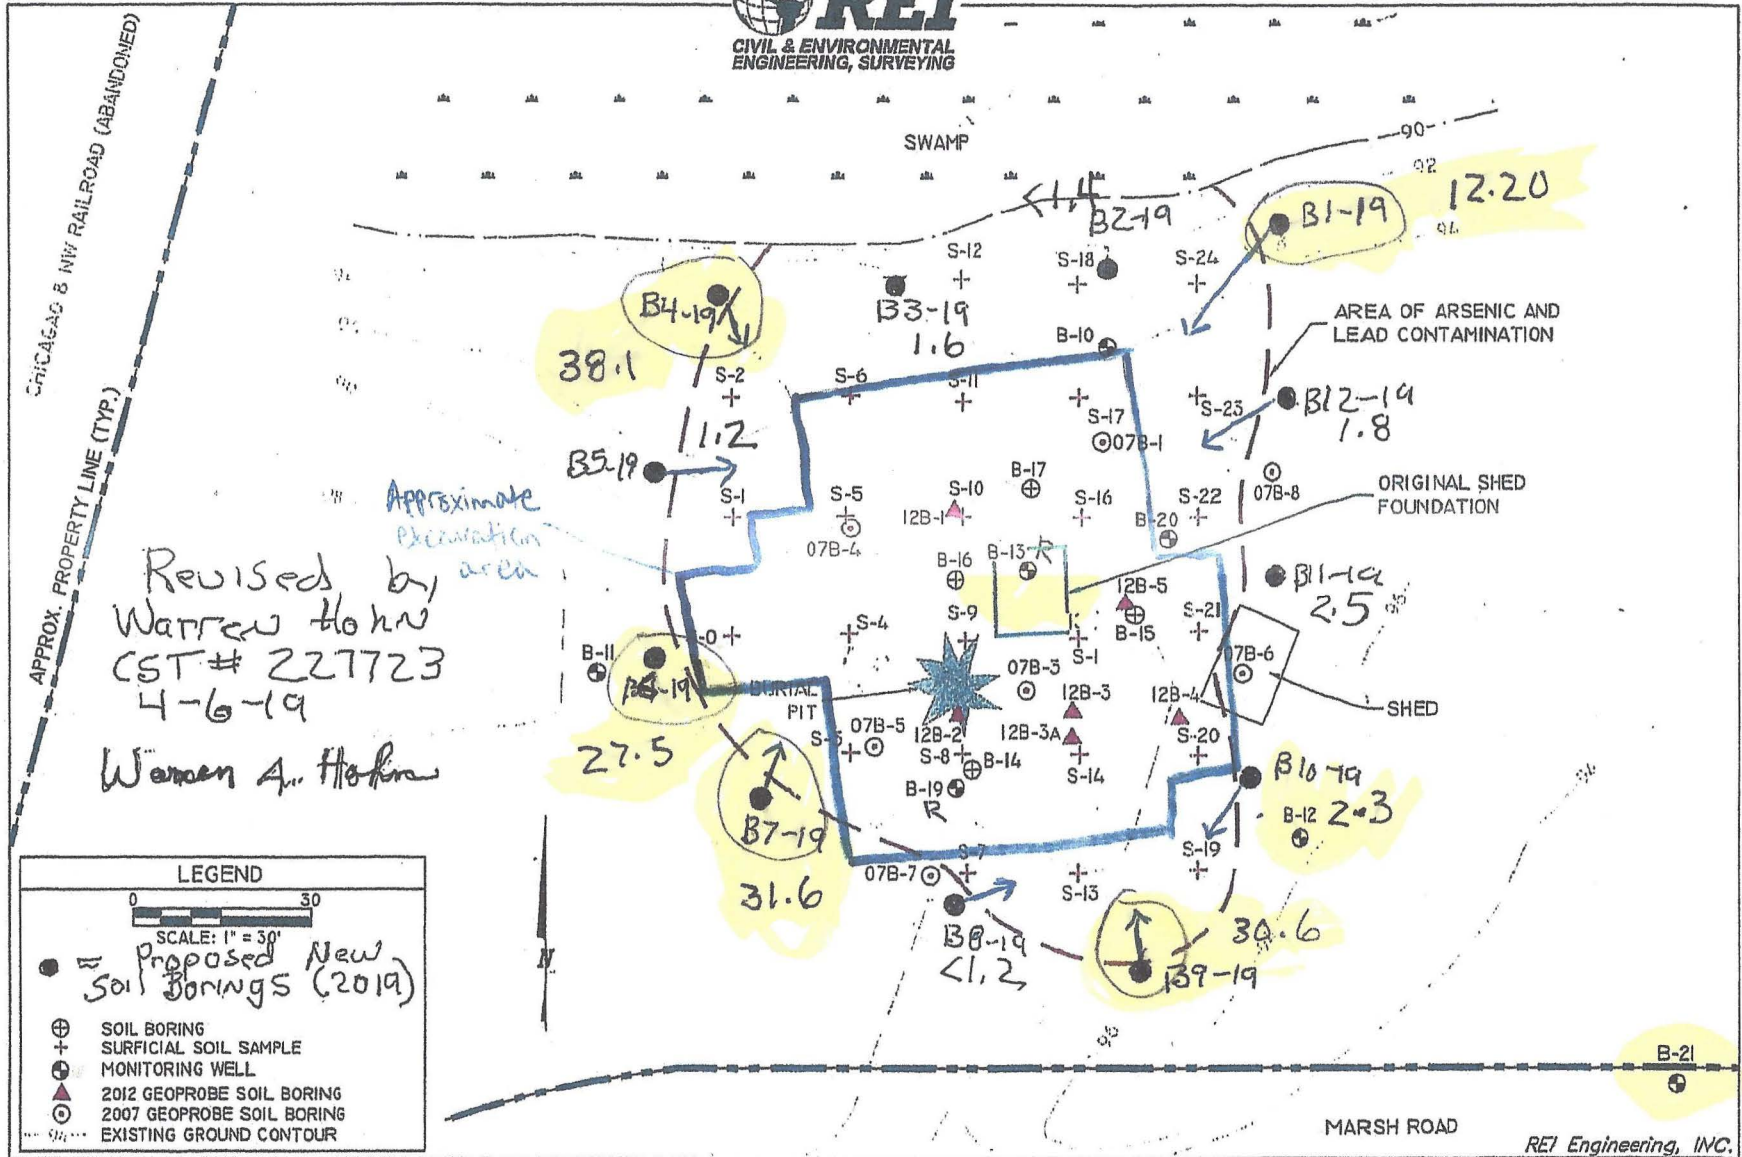 REI
CIVIL & ENVIRONMENTAL
ENGINEERING, SURVEYING
CHICAGAO & NW RAILROAD (ABANDONED)
APPROX. PROPERTY LINE (TYP.)
SWAMP
90
92
94
<1.4
B2-19
B1-19
12.20
S-12
S-18
S-24
B4-19
38.1
B3-19
1.6
B-10
AREA OF ARSENIC AND
LEAD CONTAMINATION
S-2
S-6
S-11
S-17
S-23
B12-19
1.8
1.2
B5-19
07B-1
B-17
07B-8
ORIGINAL SHED
FOUNDATION
Approximate
excavation
area
S-1
S-5
S-10
12B-1
S-16
S-22
B-20
07B-4
B-16
B-13 R
12B-5
B11-19
2.5
96
Revised by
Warren Hohn
CST # 227723
4-6-19
Warren A. Hohn
S-4
S-9
S-1
B-15
S-21
B-11
27.5
BURIAL
PIT
07B-3
12B-3
12B-4
07B-6
SHED
07B-5
12B-2
12B-3A
S-20
S-8
B-14
S-14
B-19
R
B10-19
B-12
2.3
B7-19
31.6
07B-7
S-7
S-13
S-19
B8-19
<1.2
30.6
B9-19
94
96
N
LEGEND
0 30
SCALE: 1" = 30'
= Proposed New
Soil Borings (2019)
SOIL BORING
SURFICIAL SOIL SAMPLE
MONITORING WELL
2012 GEOPROBE SOIL BORING
2007 GEOPROBE SOIL BORING
94 EXISTING GROUND CONTOUR
B-21
MARSH ROAD
REI Engineering, INC.